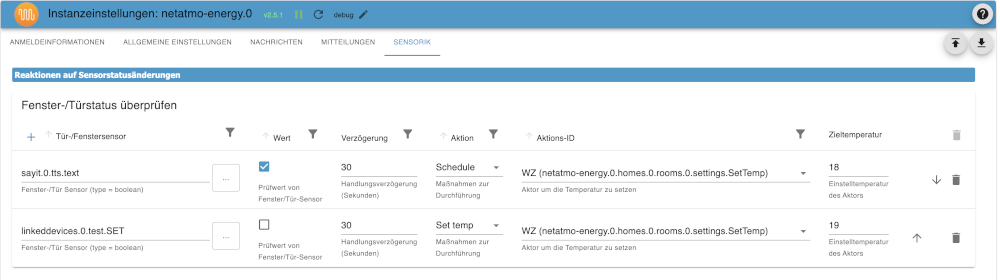 Instanzeinstellungen: netatmo-energy.0 v2.5.1 debug
ANMELDEINFORMATIONEN ALLGEMEINE EINSTELLUNGEN NACHRICHTEN MITTEILUNGEN SENSORIK
Reaktionen auf Sensorstatusänderungen
Fenster-/Türstatus überprüfen
Tür-/Fenstersensor Wert Verzögerung Aktion Aktions-ID Zieltemperatur
sayit.0.tts.text ... 30 Schedule WZ (netatmo-energy.0.homes.0.rooms.0.settings.SetTemp) 18
Fenster-/Tür Sensor (type = boolean) Prüfwert von Handlungsverzögerung Maßnahmen zur Aktor um die Temperatur zu setzen Einstelltemperatur
Fenster/Tür-Sensor (Sekunden) Durchführung des Aktors
linkeddevices.0.test.SET ... 30 Set temp WZ (netatmo-energy.0.homes.0.rooms.0.settings.SetTemp) 19
Fenster-/Tür Sensor (type = boolean) Prüfwert von Handlungsverzögerung Maßnahmen zur Aktor um die Temperatur zu setzen Einstelltemperatur
Fenster/Tür-Sensor (Sekunden) Durchführung des Aktors